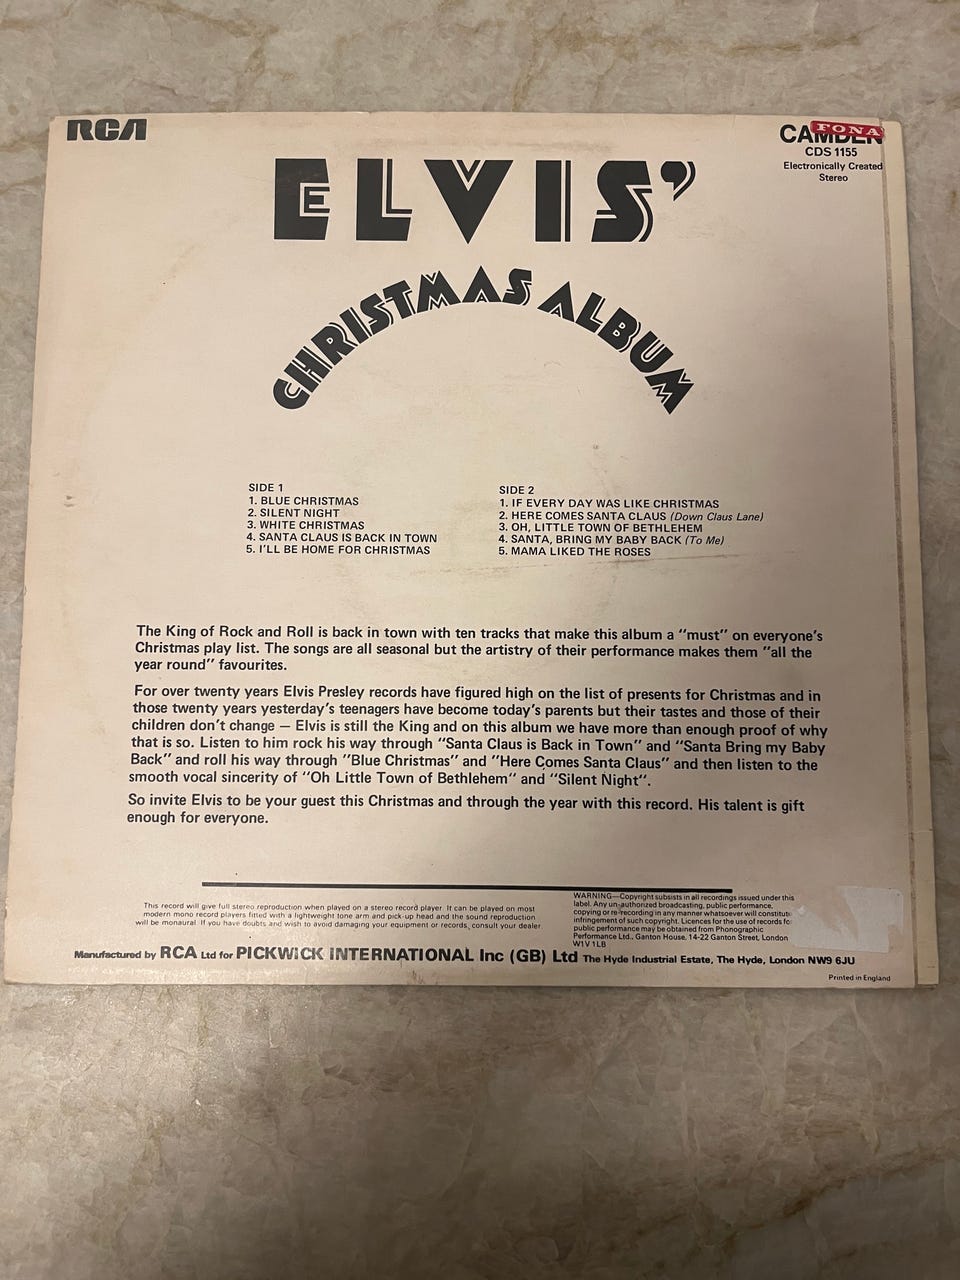 RCA
FONA
CAMDEN
CDS 1155
Electronically Created
Stereo
ELVIS'
CHRISTMAS ALBUM
SIDE 1
1. BLUE CHRISTMAS
2. SILENT NIGHT
3. WHITE CHRISTMAS
4. SANTA CLAUS IS BACK IN TOWN
5. I'LL BE HOME FOR CHRISTMAS
SIDE 2
1. IF EVERY DAY WAS LIKE CHRISTMAS
2. HERE COMES SANTA CLAUS (Down Claus Lane)
3. OH, LITTLE TOWN OF BETHLEHEM
4. SANTA, BRING MY BABY BACK (To Me)
5. MAMA LIKED THE ROSES
The King of Rock and Roll is back in town with ten tracks that make this album a "must" on everyone's
Christmas play list. The songs are all seasonal but the artistry of their performance makes them "all the
year round" favourites.
For over twenty years Elvis Presley records have figured high on the list of presents for Christmas and in
those twenty years yesterday's teenagers have become today's parents but their tastes and those of their
children don't change — Elvis is still the King and on this album we have more than enough proof of why
that is so. Listen to him rock his way through "Santa Claus is Back in Town" and "Santa Bring my Baby
Back" and roll his way through "Blue Christmas" and "Here Comes Santa Claus" and then listen to the
smooth vocal sincerity of "Oh Little Town of Bethlehem" and "Silent Night".
So invite Elvis to be your guest this Christmas and through the year with this record. His talent is gift
enough for everyone.
This record will give full stereo reproduction when played on a stereo record player. It can be played on most
modern mono record players fitted with a lightweight tone arm and pick-up head and the sound reproduction
will be monaural. If you have doubts and wish to avoid damaging your equipment or records, consult your dealer.
WARNING—Copyright subsists in all recordings issued under this
label. Any un-authorized broadcasting, public performance,
copying or re-recording in any manner whatsoever will constitute
infringement of such copyright. Licences for the use of records for
public performance may be obtained from Phonographic
Performance Ltd., Ganton House, 14-22 Ganton Street, London
W1V 1LB
Manufactured by RCA Ltd for PICKWICK INTERNATIONAL Inc (GB) Ltd The Hyde Industrial Estate, The Hyde, London NW9 6JU
Printed in England